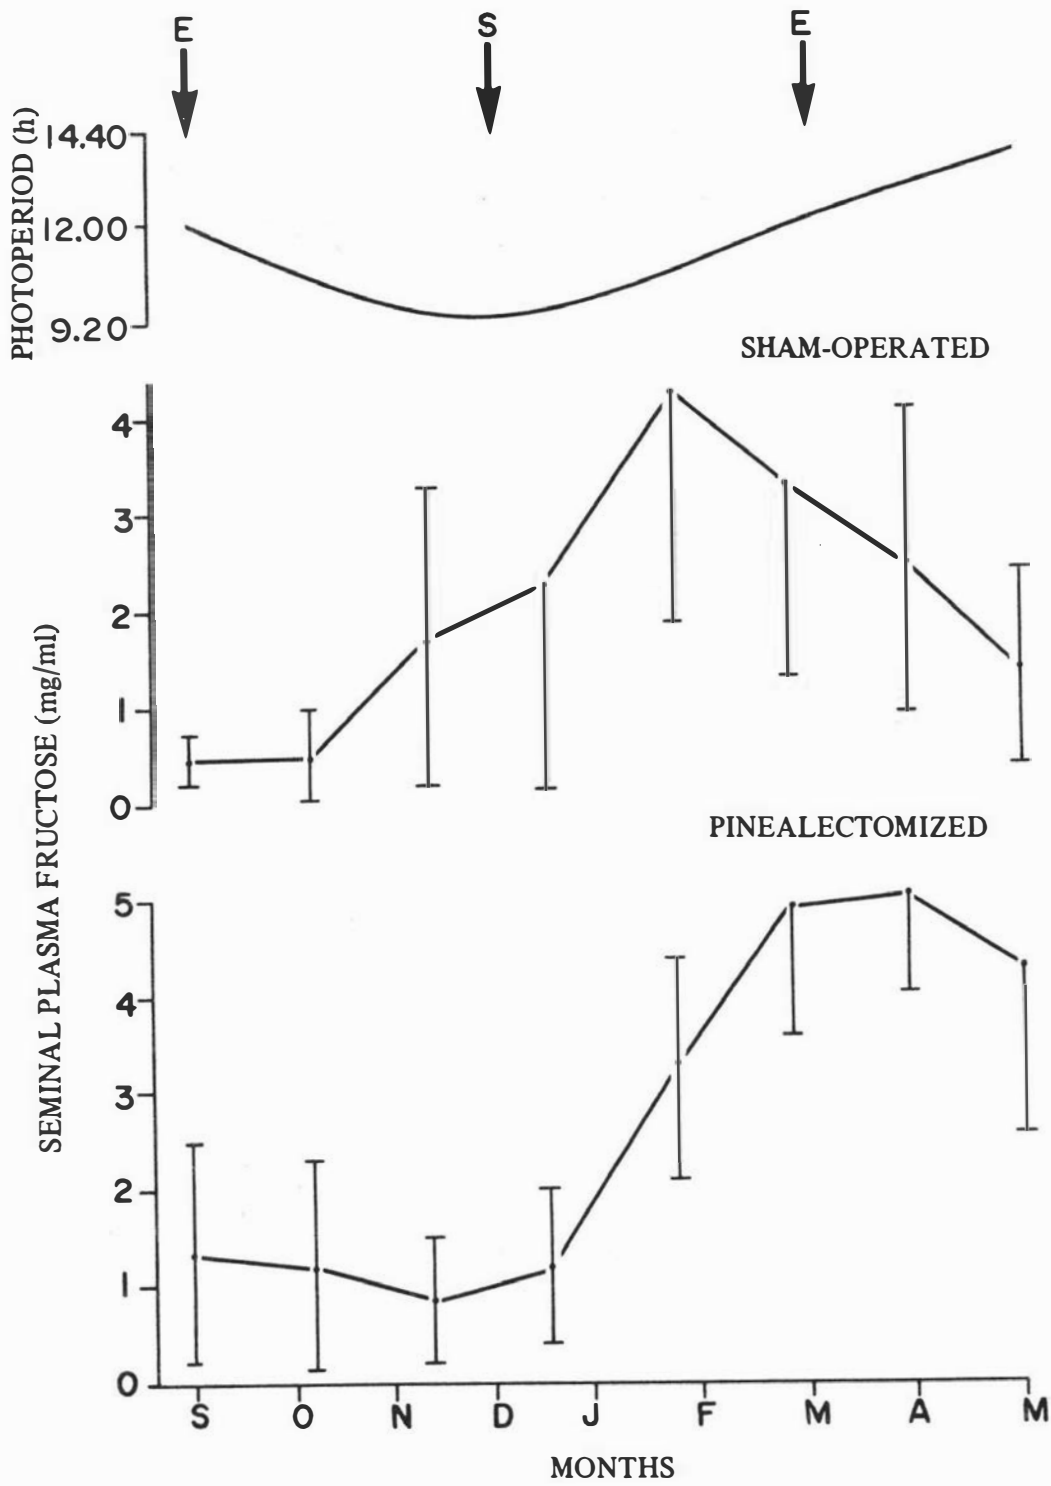 E S E
PHOTOPERIOD (h)
14.40
12.00
9.20
SHAM-OPERATED
4
3
2
1
0
SEMINAL PLASMA FRUCTOSE (mg/ml)
PINEALECTOMIZED
5
4
3
2
1
0
S O N D J F M A M
MONTHS